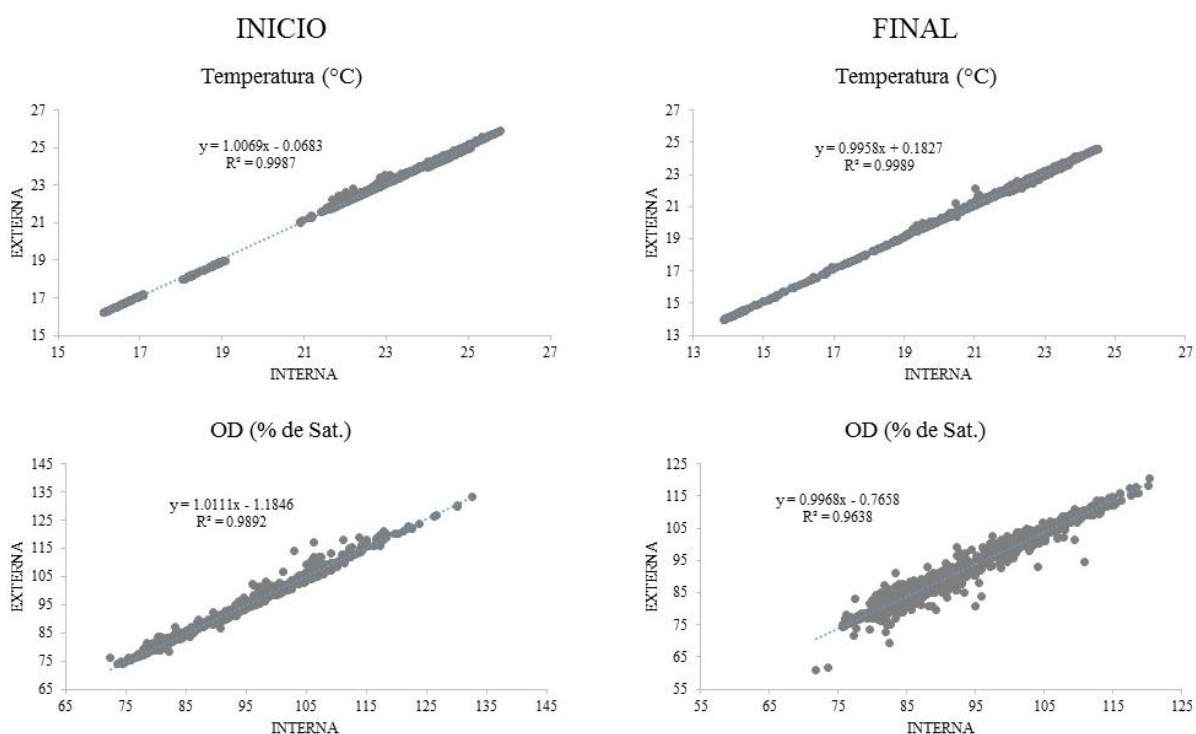 INICIO
Temperatura (°C)
27
25
23
21
19
17
15
15 17 19 21 23 25 27
EXTERNA
INTERNA
y = 1.0069x - 0.0683
R² = 0.9987
FINAL
Temperatura (°C)
27
25
23
21
19
17
15
13
13 15 17 19 21 23 25 27
EXTERNA
INTERNA
y = 0.9958x + 0.1827
R² = 0.9989
OD (% de Sat.)
145
135
125
115
105
95
85
75
65
65 75 85 95 105 115 125 135 145
EXTERNA
INTERNA
y = 1.0111x - 1.1846
R² = 0.9892
OD (% de Sat.)
125
115
105
95
85
75
65
55
55 65 75 85 95 105 115 125
EXTERNA
INTERNA
y = 0.9968x - 0.7658
R² = 0.9638